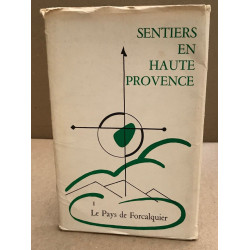 SENTIERS
EN
HAUTE
PROVENCE
1 Le Pays de Forcalquier